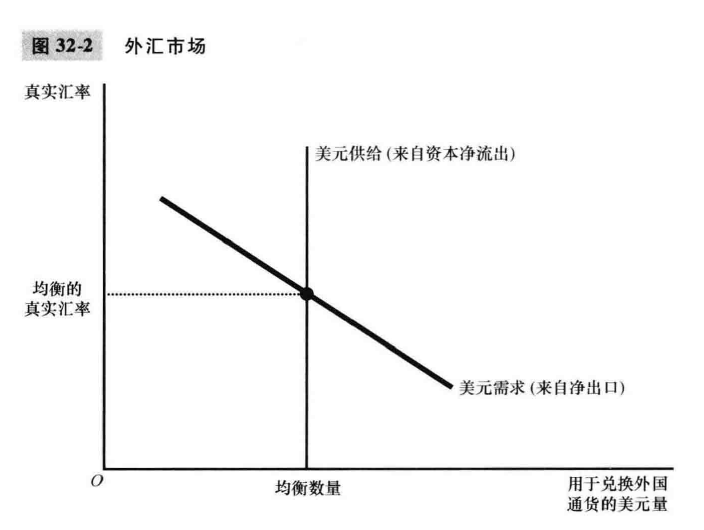 图 32-2 外汇市场
真实汇率
美元供给(来自资本净流出)
均衡的
真实汇率
美元需求(来自净出口)
O
均衡数量
用于兑换外国
通货的美元量